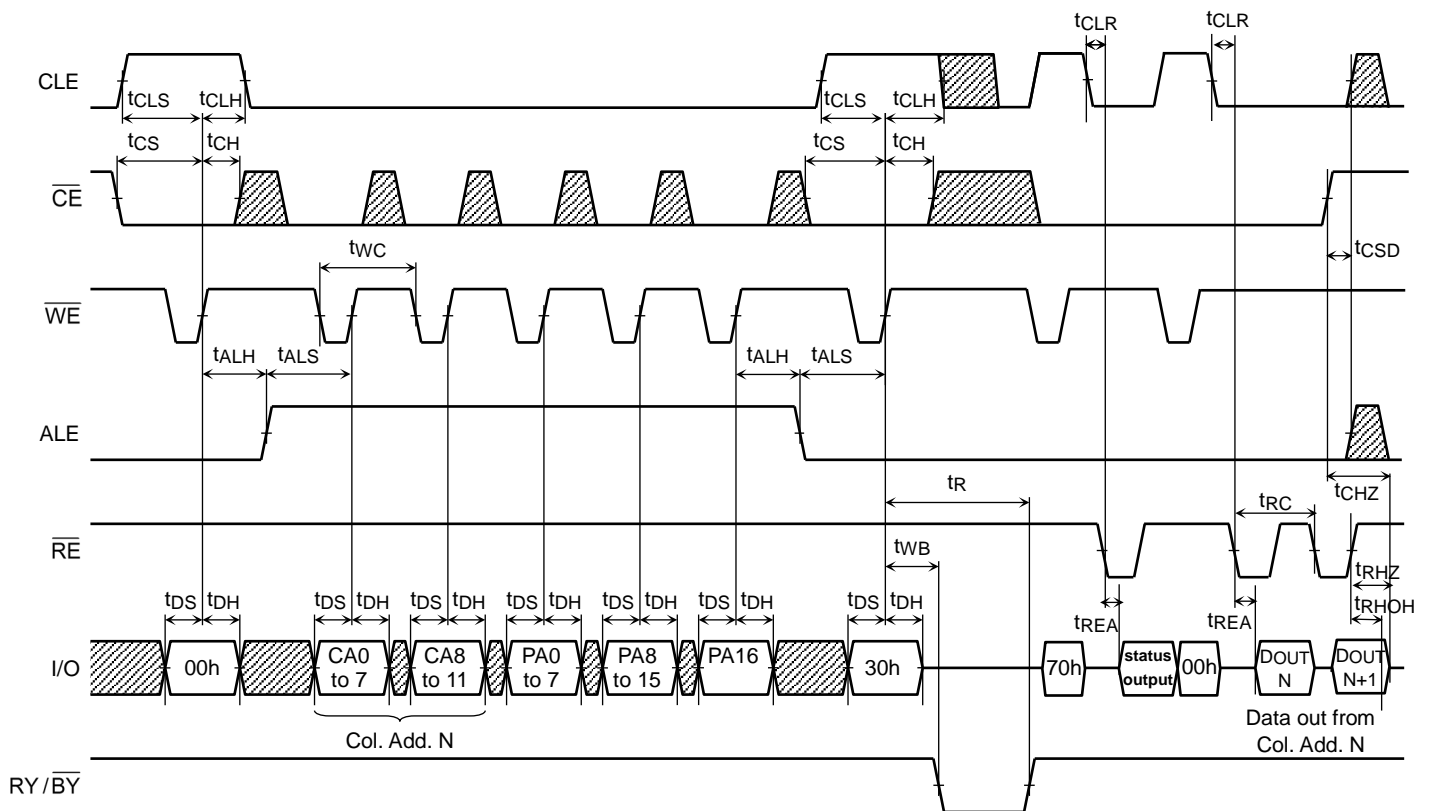 tCLR tCLR
CLE
tCLS tCLH tCLS tCLH
tCS tCH tCS tCH
CE
tWC tCSD
WE
tALH tALS tALH tALS
ALE
tR tCHZ
tRC
RE
tWB tRHZ
tDS tDH tDS tDH tDS tDH tDS tDH tDS tDH tDS tDH tDS tDH tRHOH
tREA tREA
I/O 00h CA0 to 7 CA8 to 11 PA0 to 7 PA8 to 15 PA16 30h 70h status output 00h DOUT N DOUT N+1
Col. Add. N
Data out from
Col. Add. N
RY/BY